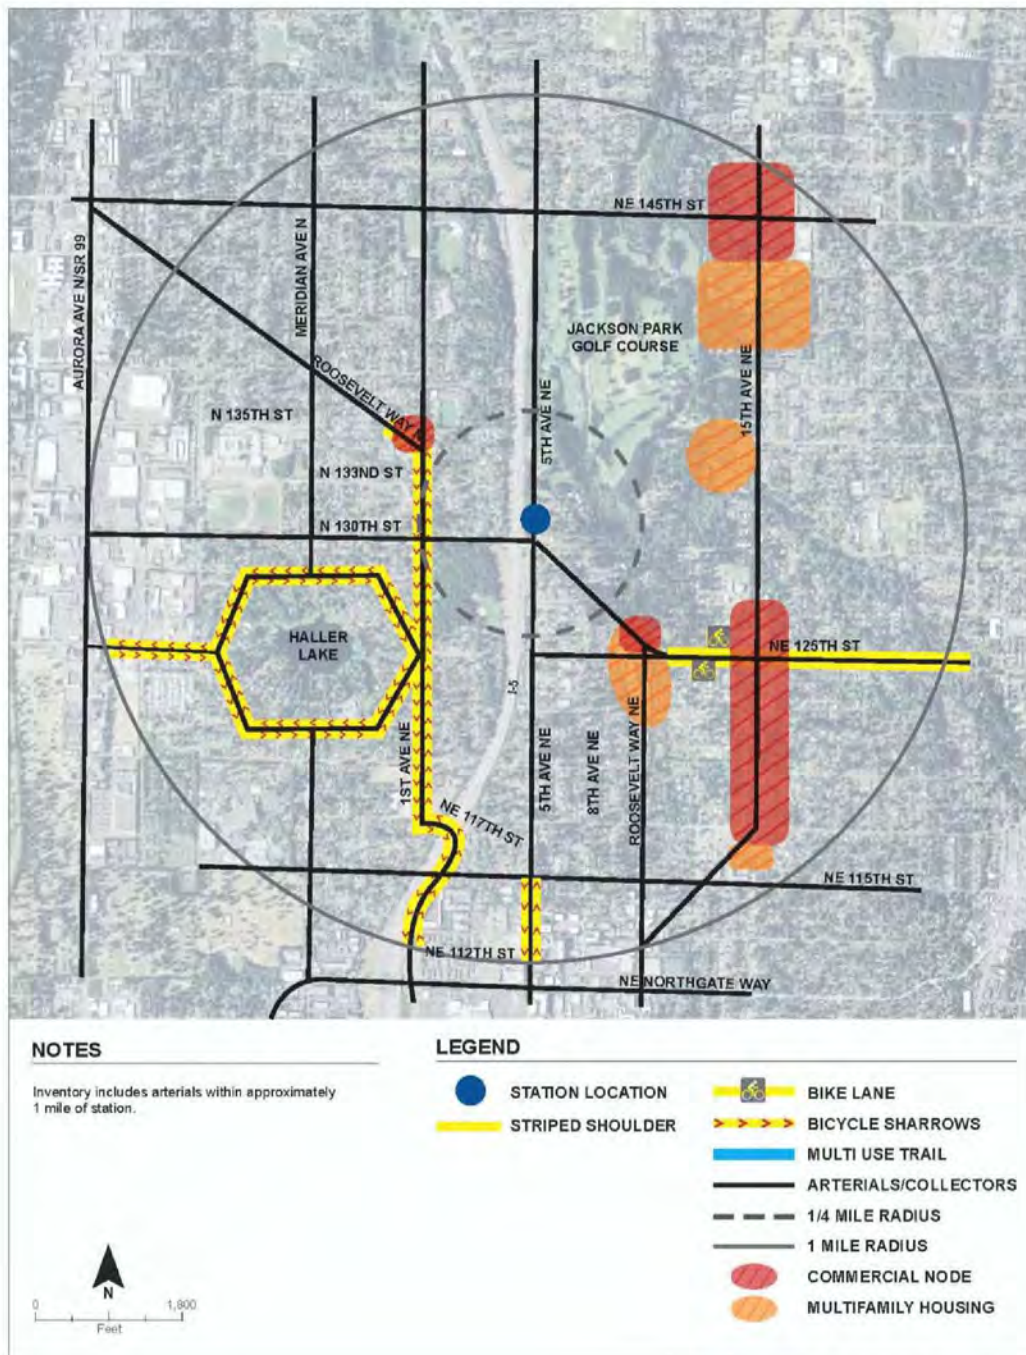 NE 145TH ST
AURORA AVE N/SR 99
MERIDIAN AVE N
JACKSON PARK
GOLF COURSE
ROOSEVELT WAY N
5TH AVE NE
15TH AVE NE
N 135TH ST
N 133ND ST
N 130TH ST
HALLER
LAKE
NE 125TH ST
I-5
1ST AVE NE
5TH AVE NE
8TH AVE NE
ROOSEVELT WAY NE
NE 117TH ST
NE 115TH ST
NE 112TH ST
NE NORTHGATE WAY
NOTES
Inventory includes arterials within approximately
1 mile of station.
N
0 1,800
Feet
LEGEND
STATION LOCATION
STRIPED SHOULDER
BIKE LANE
BICYCLE SHARROWS
MULTI USE TRAIL
ARTERIALS/COLLECTORS
1/4 MILE RADIUS
1 MILE RADIUS
COMMERCIAL NODE
MULTIFAMILY HOUSING